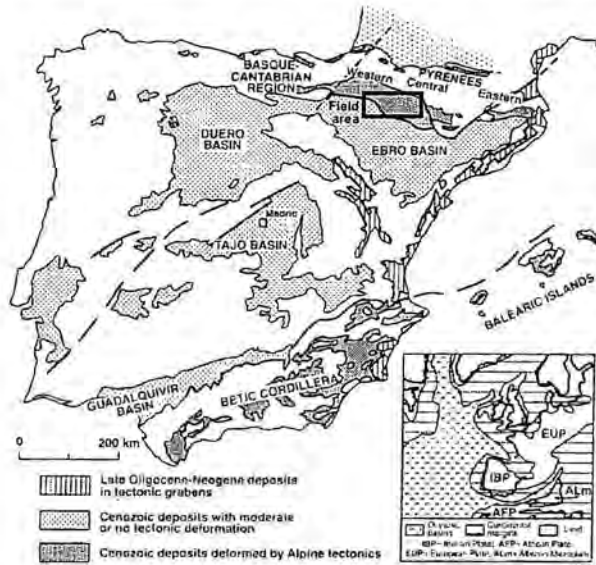 BASQUE-
CANTABRIAN
REGION
Western
PYRENEES
Central
Eastern
Field
area
DUERO
BASIN
EBRO BASIN
Madrid
TAJO BASIN
BALEARIC ISLANDS
GUADALQUIVIR
BASIN
BETIC CORDILLERA
0 200 km
EUP
IBP
ALm
AFP
Oceanic
basins
Continental
margins
Land
IBP - Iberian Plate, AFP - African Plate
EUP - European Plate, ALm - Alboran
Late Oligocene-Neogene deposits
in tectonic grabens
Cenozoic deposits with moderate
or no tectonic deformation
Cenozoic deposits deformed by Alpine tectonics